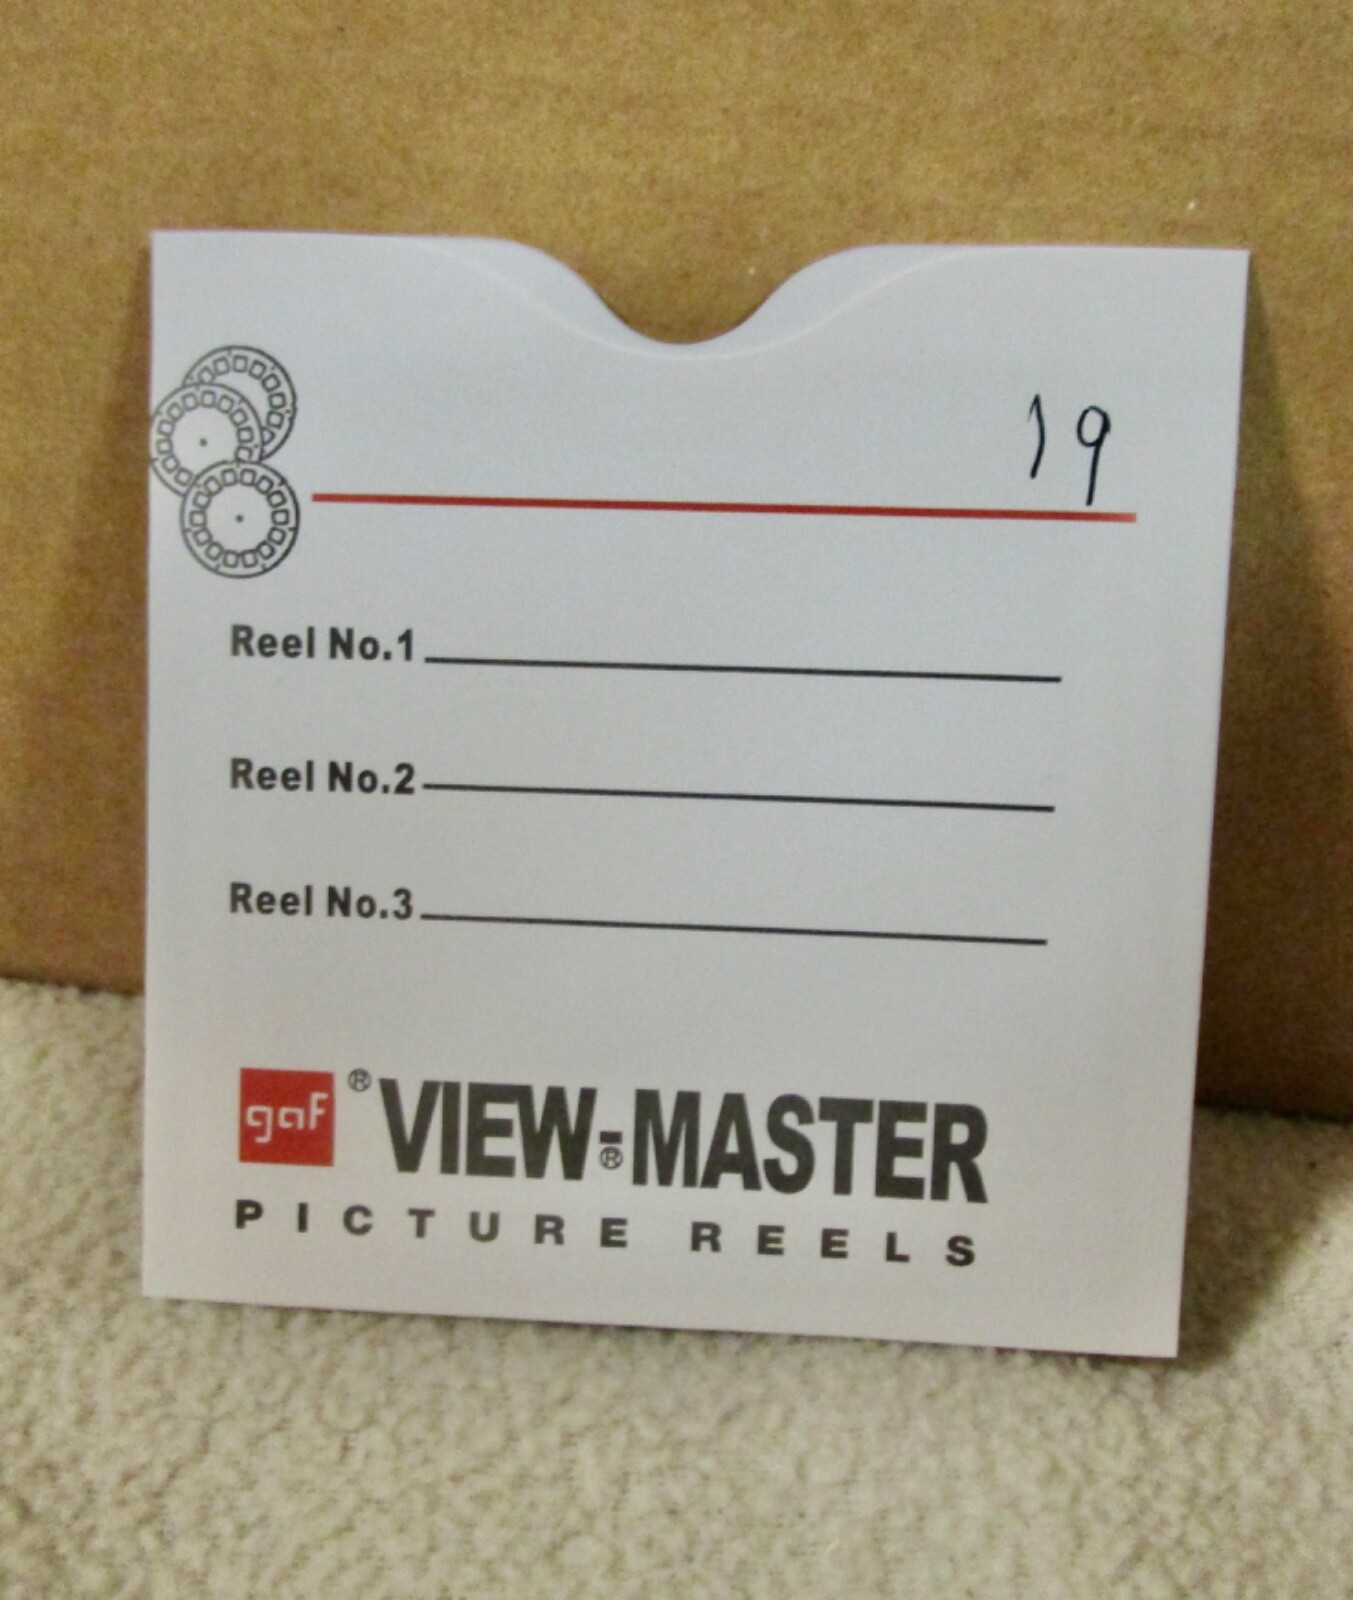 19
Reel No.1
Reel No.2
Reel No.3
gaf ® VIEW-MASTER ®
PICTURE REELS